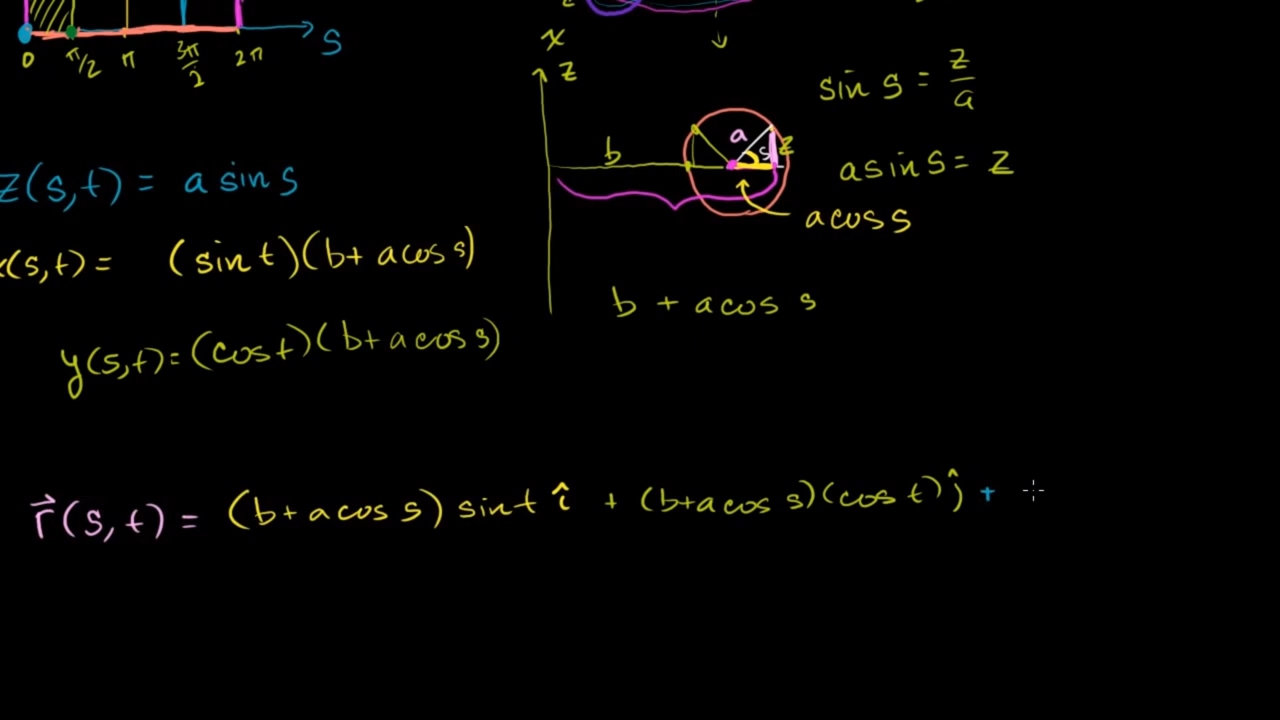 S
0 π/2 π 3π/2 2π
x
z
b a s z
sin s = z/a
a sin s = z
a cos s
b + a cos s
z(s,t) = a sin s
x(s,t) = (sin t)(b + a cos s)
y(s,t) = (cos t)(b + a cos s)
r⃗(s,t) = (b + a cos s) sin t î + (b + a cos s)(cos t) ĵ +